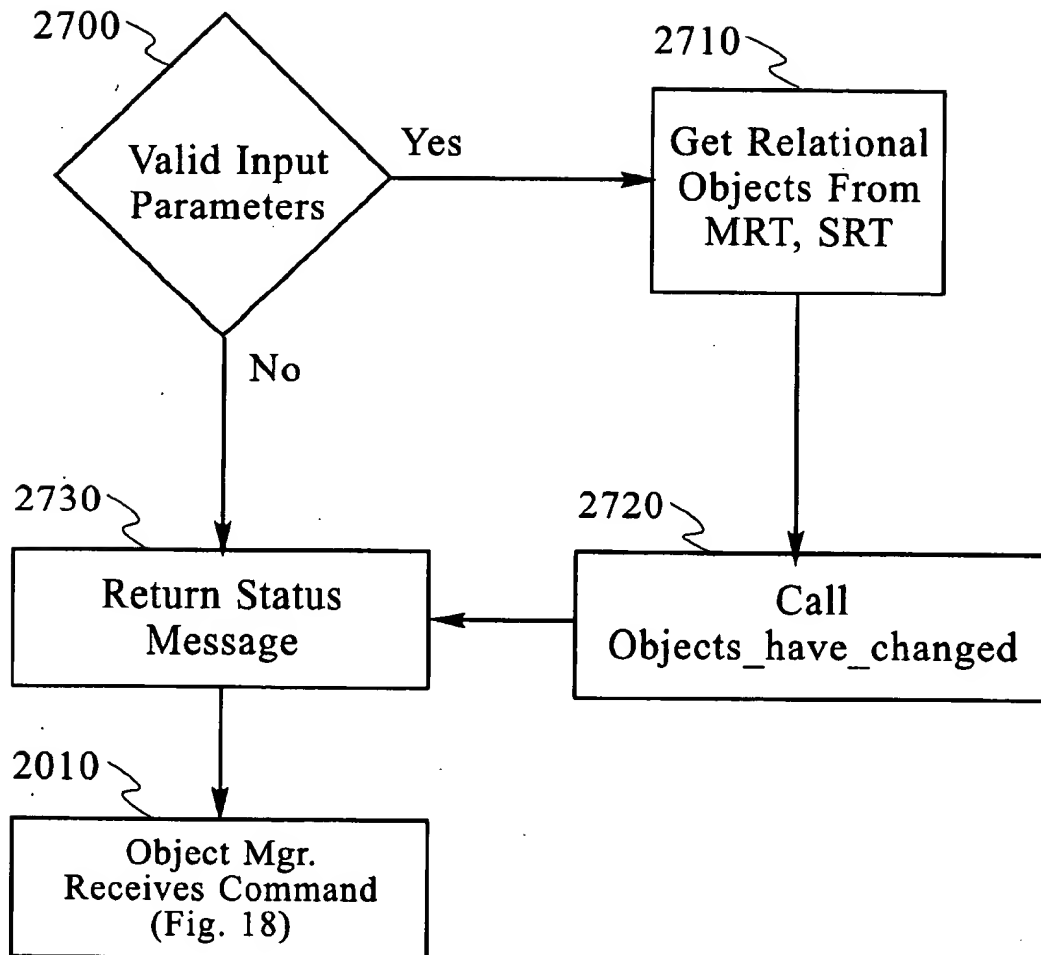 2700
Valid Input
Parameters
Yes
2710
Get Relational
Objects From
MRT, SRT
No
2730
Return Status
Message
2720
Call
Objects_have_changed
2010
Object Mgr.
Receives Command
(Fig. 18)